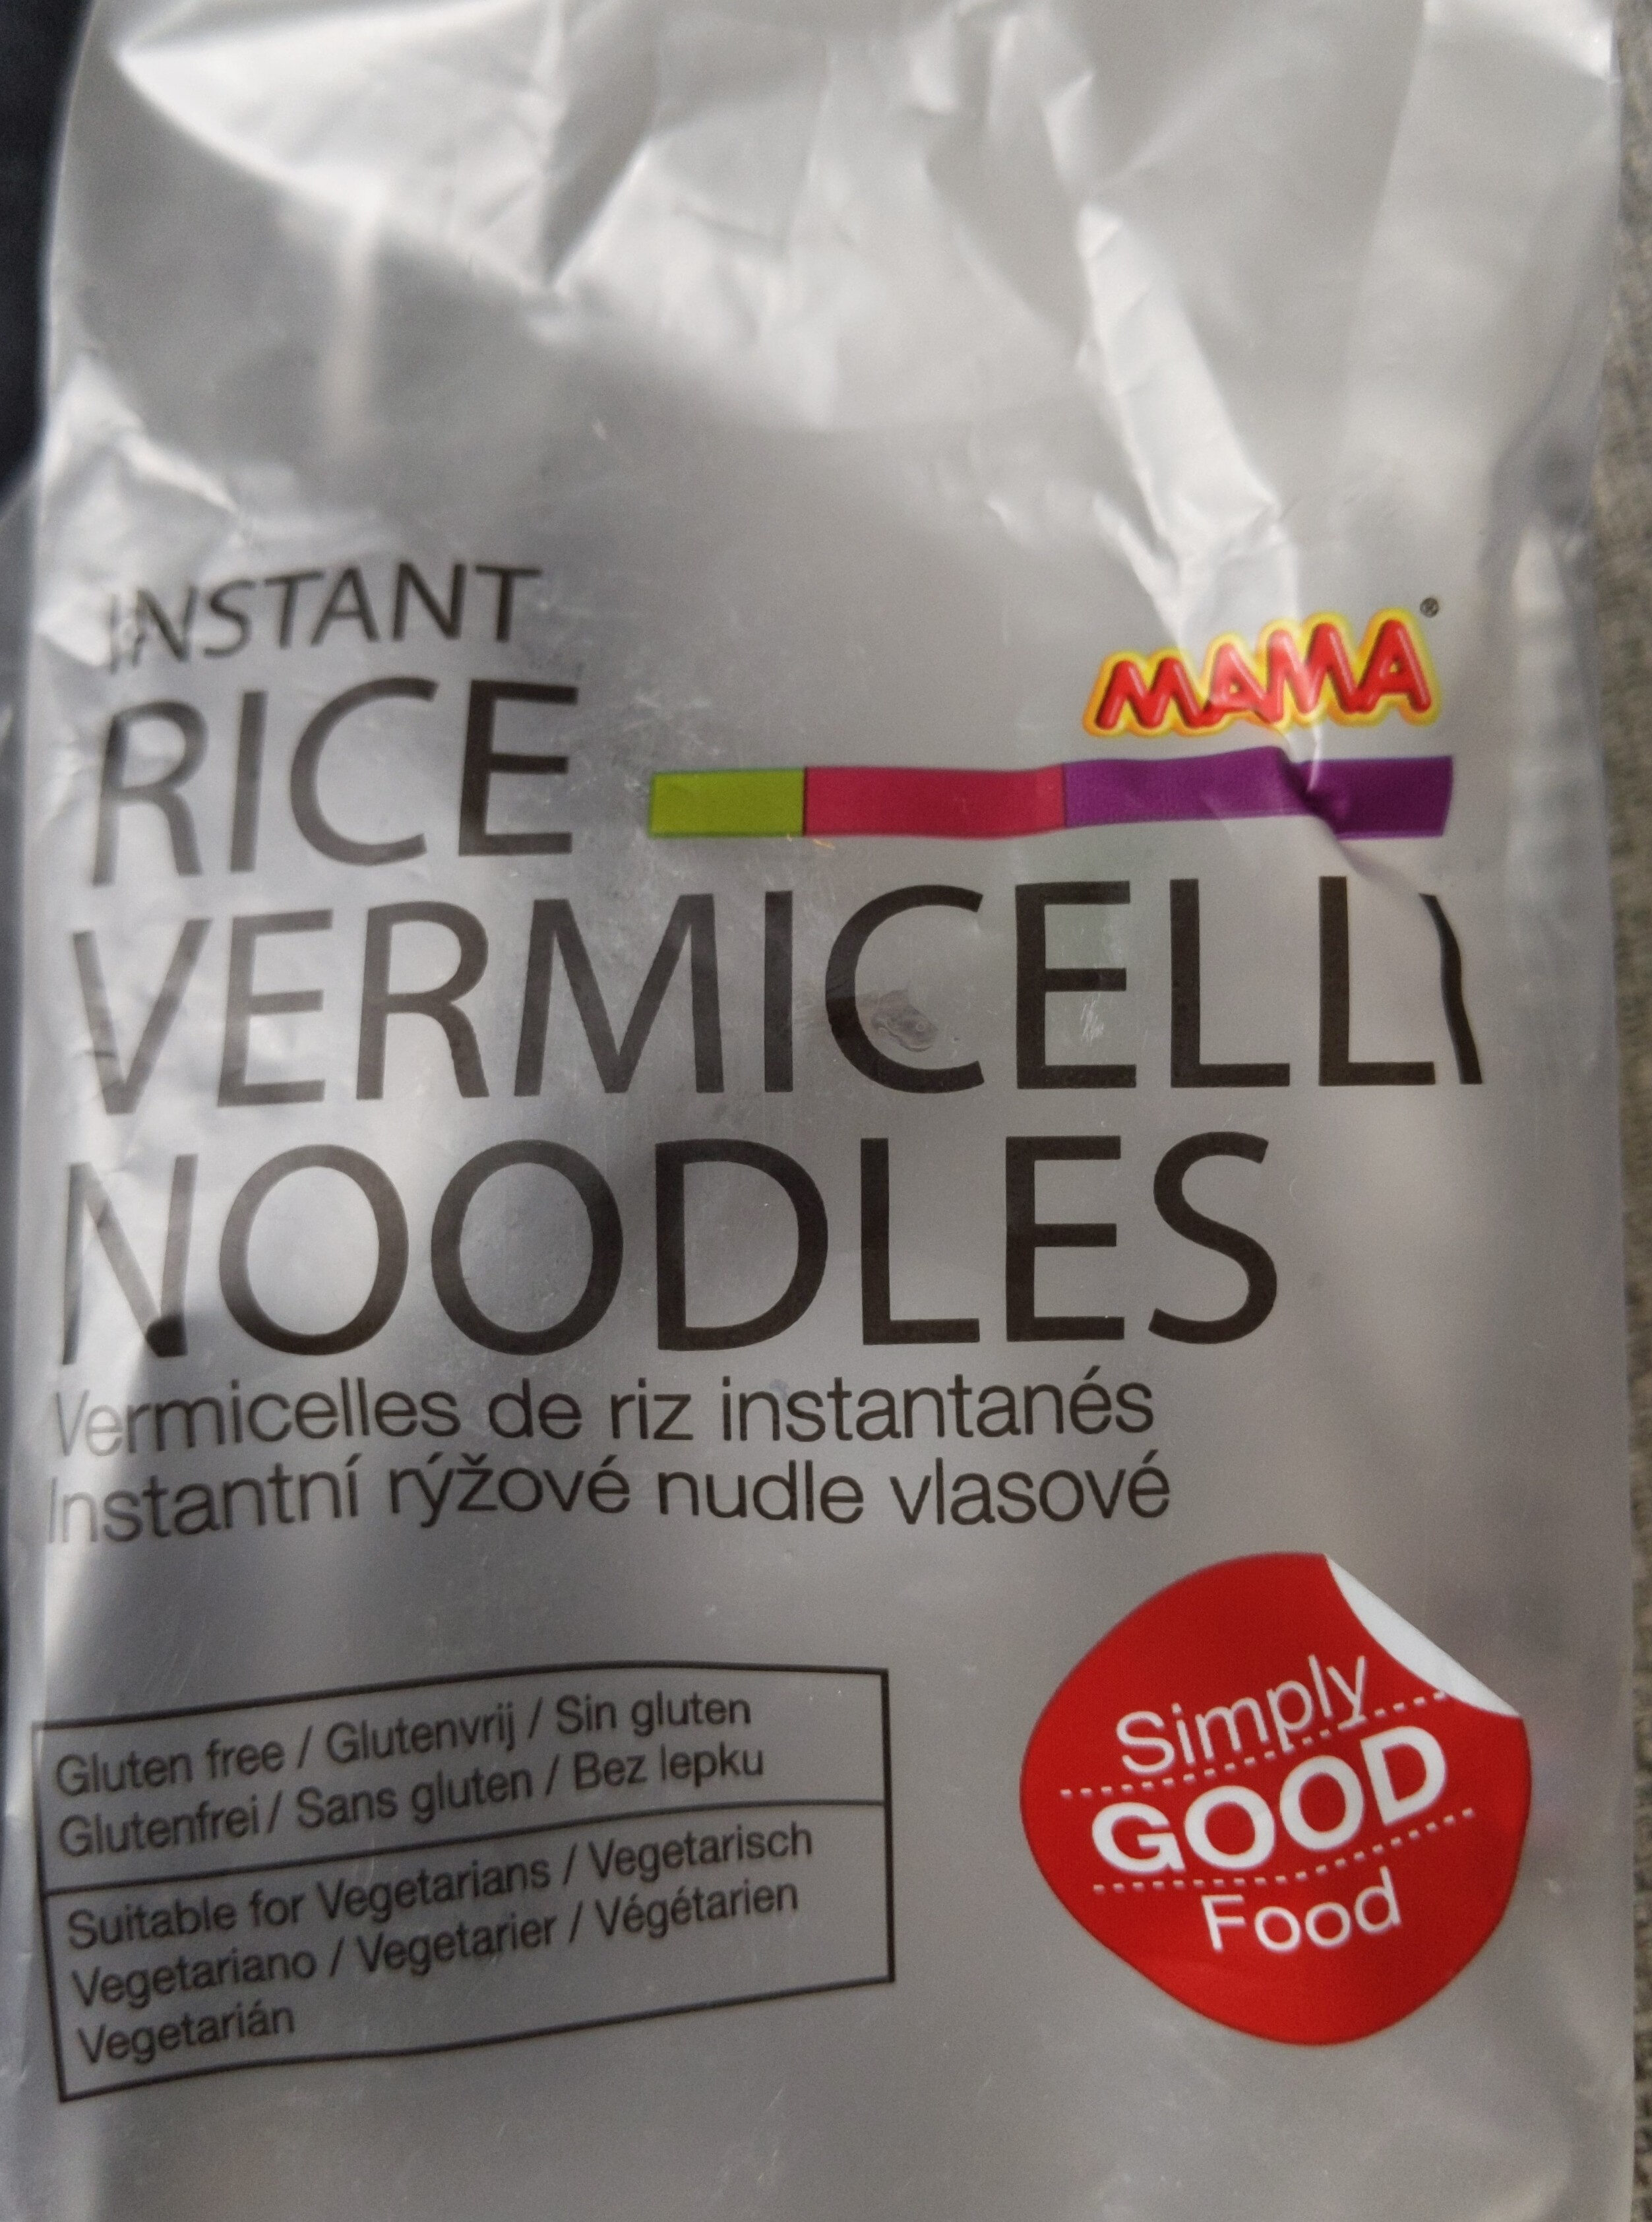 INSTANT
RICE
MAMA®
VERMICELLI
NOODLES
Vermicelles de riz instantanés
Instantní rýžové nudle vlasové
Gluten free / Glutenvrij / Sin gluten
Glutenfrei / Sans gluten / Bez lepku
Suitable for Vegetarians / Vegetarisch
Vegetariano / Vegetarier / Végétarien
Vegetarián
Simply
GOOD
Food